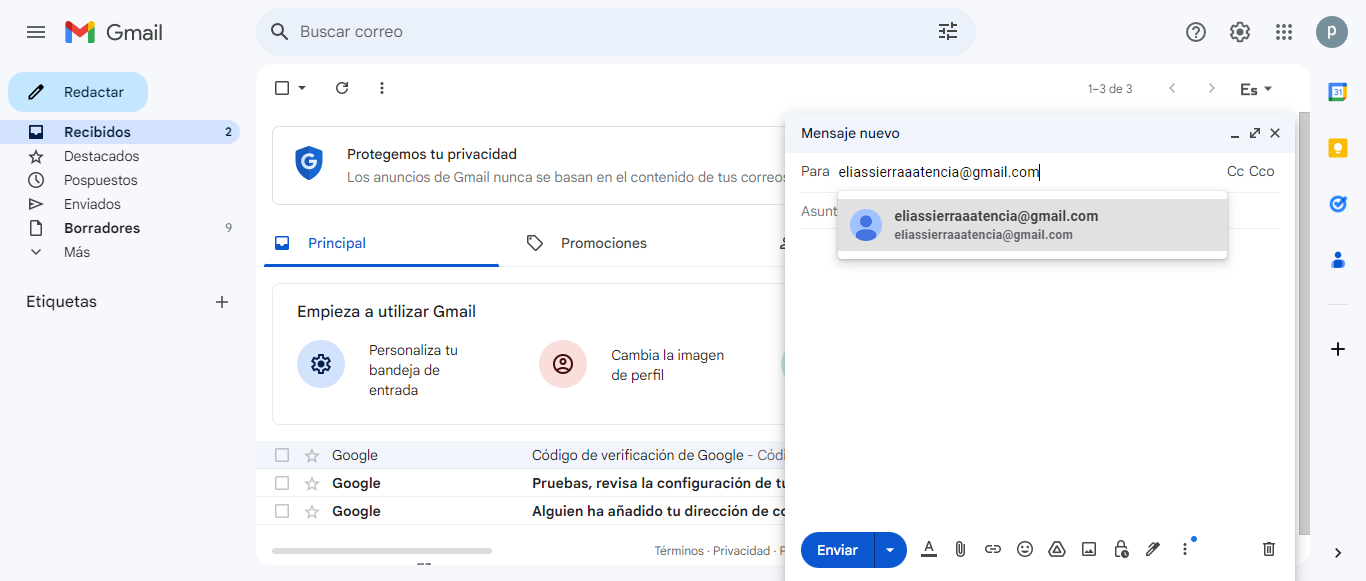 Gmail
Buscar correo
P
Redactar
1–3 de 3
Es
31
Recibidos 2
Destacados
Pospuestos
Enviados
Borradores 9
Más
Etiquetas
G
Protegemos tu privacidad
Los anuncios de Gmail nunca se basan en el contenido de tus correos
Principal
Promociones
Empieza a utilizar Gmail
Personaliza tu
bandeja de
entrada
Cambia la imagen
de perfil
Google Código de verificación de Google - Códi
Google Pruebas, revisa la configuración de tu
Google Alguien ha añadido tu dirección de co
Términos · Privacidad · P
Mensaje nuevo
Para eliassierraaatencia@gmail.com Cc Cco
Asunt
eliassierraaatencia@gmail.com
eliassierraaatencia@gmail.com
Enviar